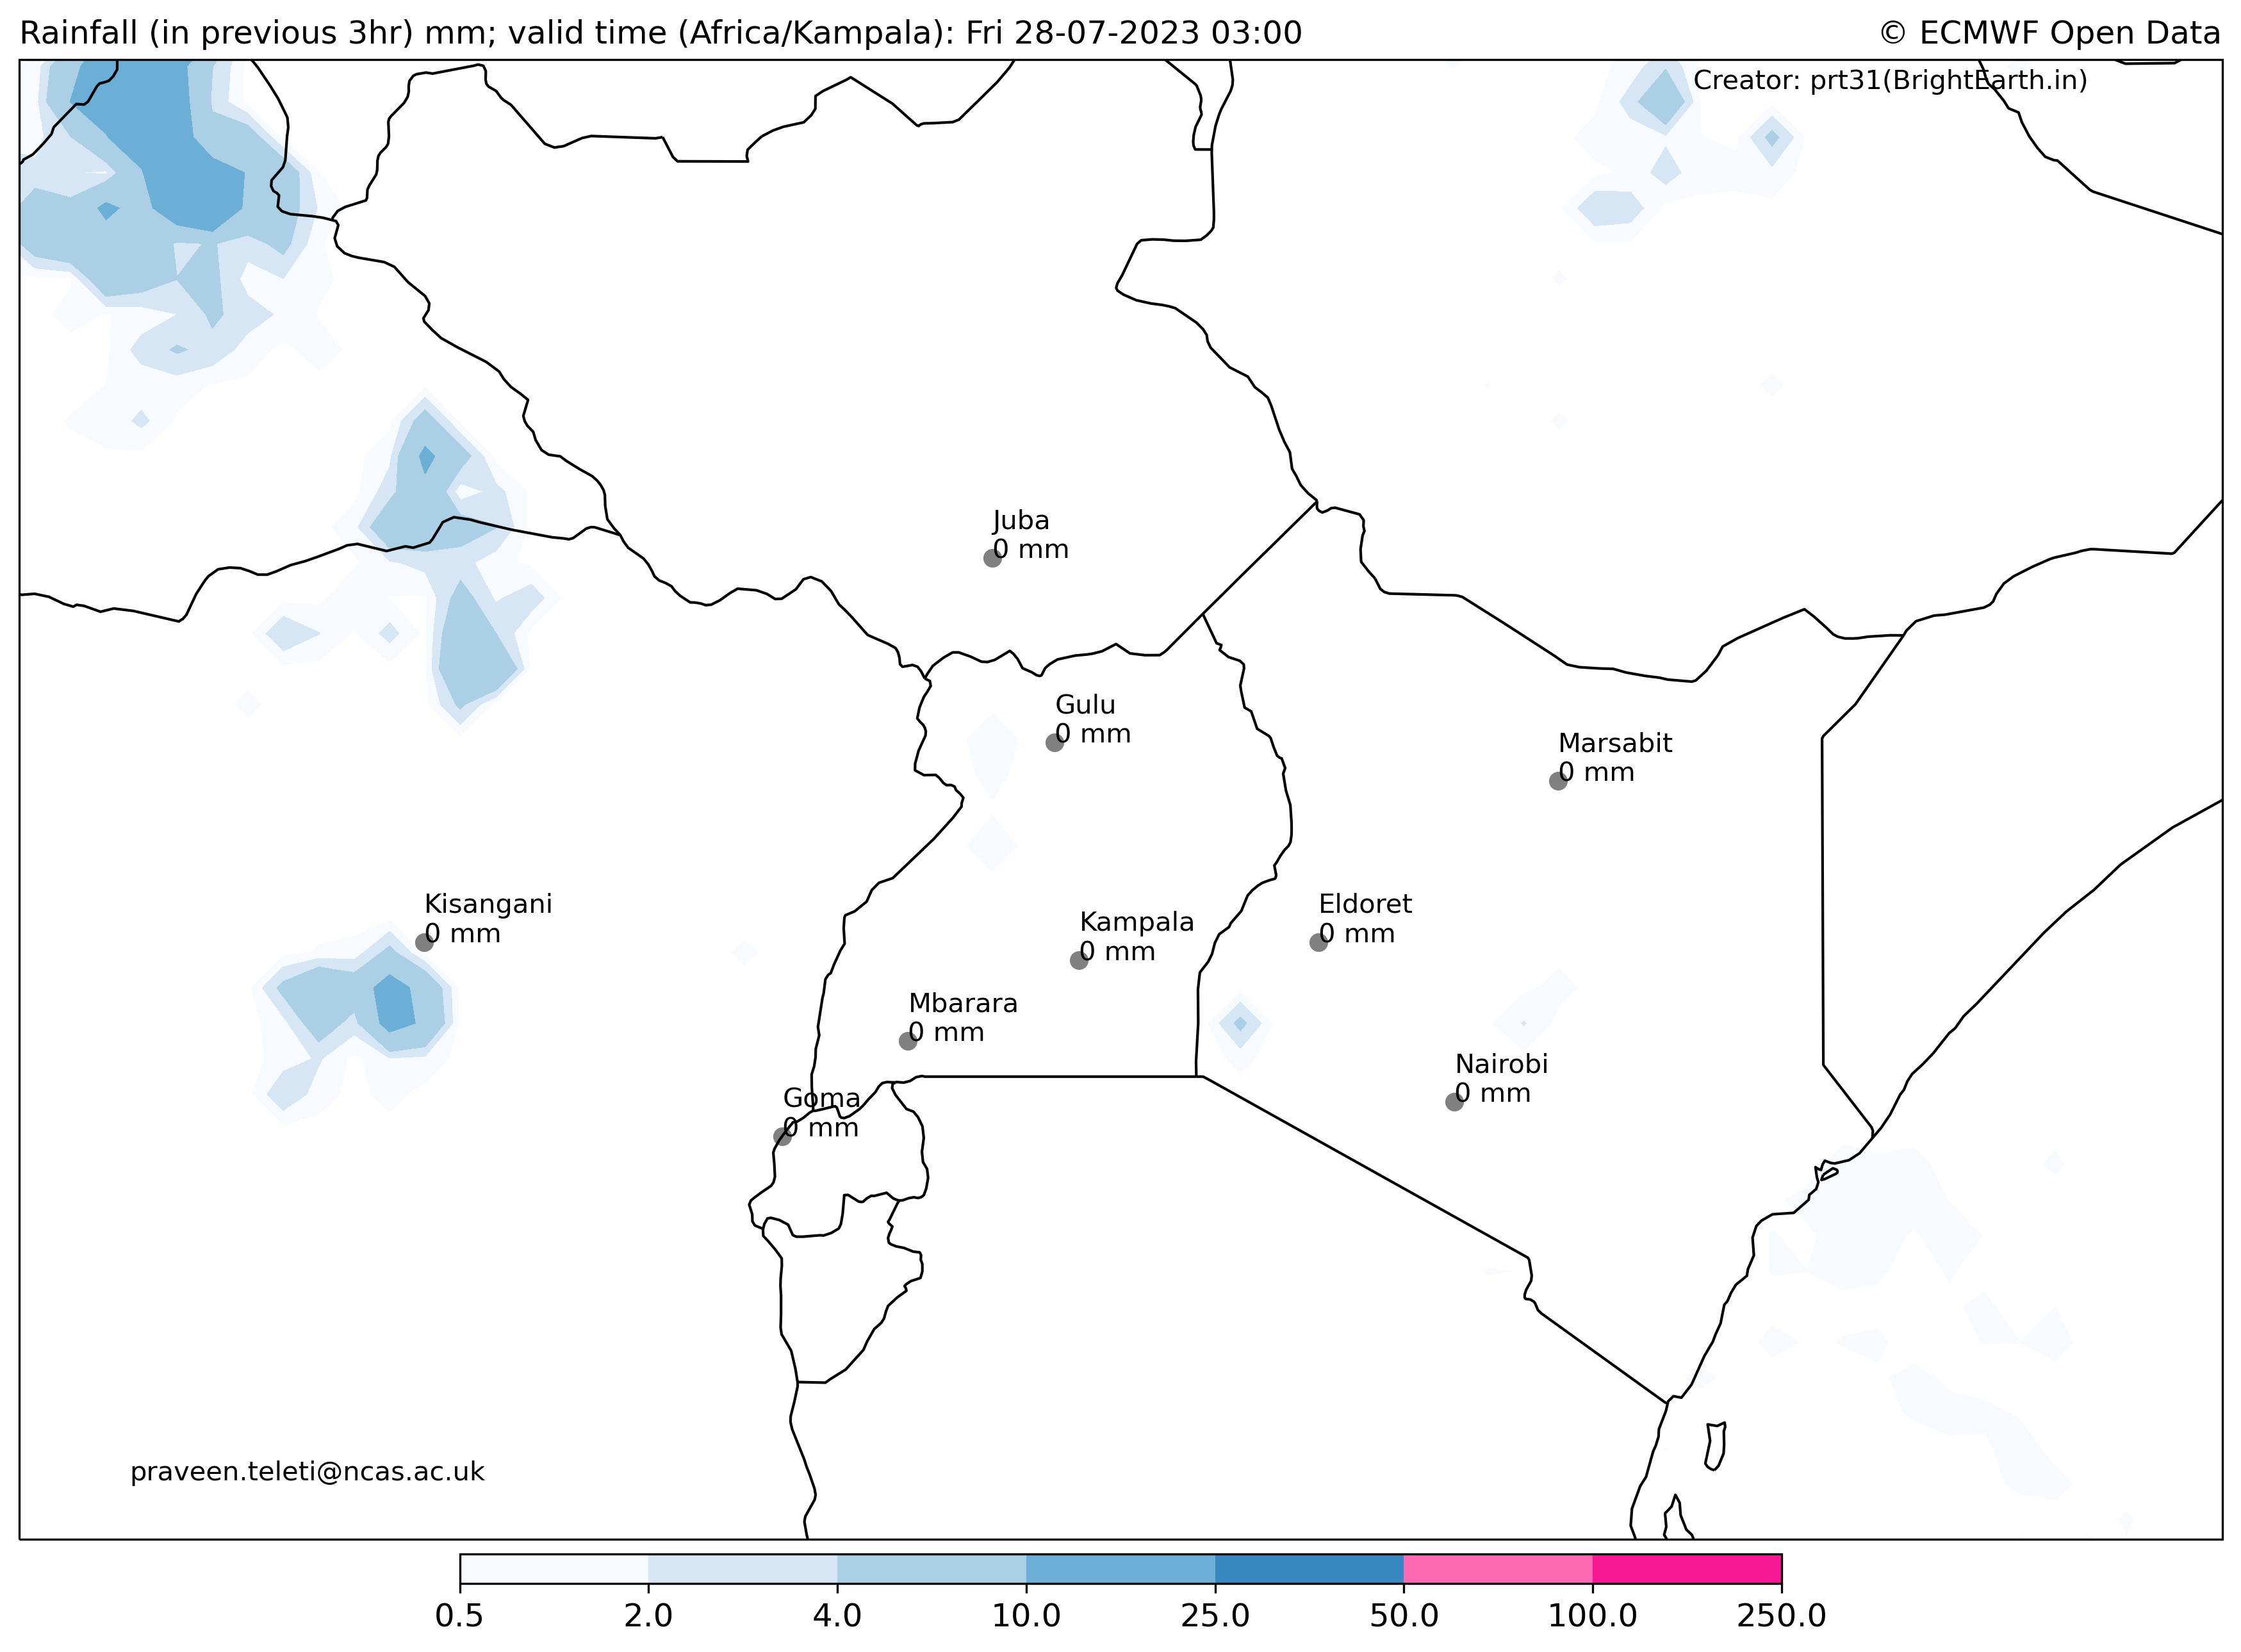 Rainfall (in previous 3hr) mm; valid time (Africa/Kampala): Fri 28-07-2023 03:00
© ECMWF Open Data
Creator: prt31(BrightEarth.in)
Juba
0 mm
Gulu
0 mm
Marsabit
0 mm
Kisangani
0 mm
Eldoret
0 mm
Kampala
0 mm
Mbarara
0 mm
Nairobi
0 mm
Goma
0 mm
praveen.teleti@ncas.ac.uk
0.5 2.0 4.0 10.0 25.0 50.0 100.0 250.0